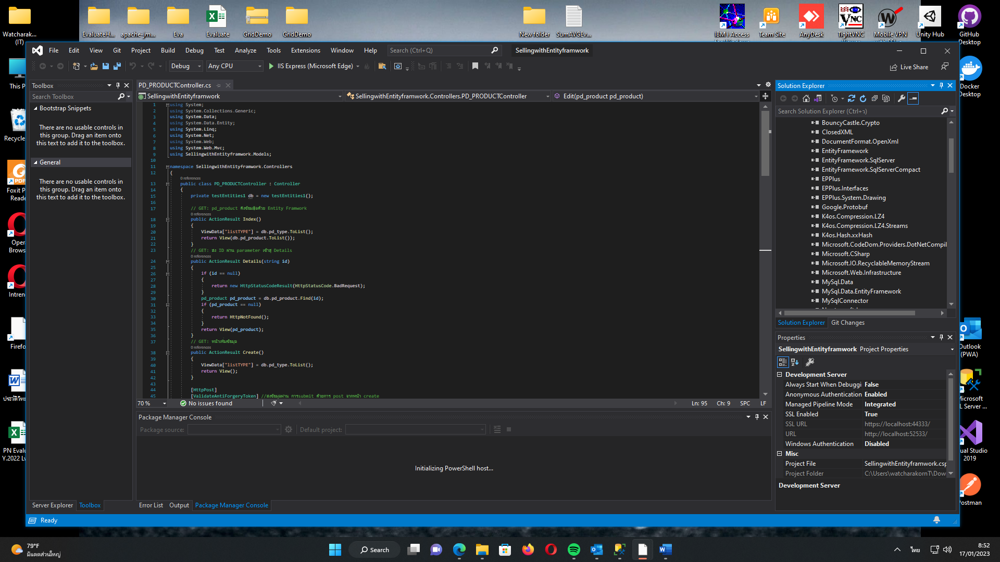 Watcharak...
(IT)
EvaluateH...
apache-jm...
Eva
Evaluate
GridDemo
GridDemo
New folder
SumAVGEv...
IBM i Access
for Windows
Team Site
AnyDesk
TightVNC
Viewer
Mobile VPN
with SSL
Unity Hub
GitHub
Desktop
File Edit View Git Project Build Debug Test Analyze Tools Extensions Window Help Search (Ctrl+Q) SellingwithEntityframwork
Debug Any CPU IIS Express (Microsoft Edge) Live Share
This P
Recycle
Foxit P
Reade
Oper
Brows
Intren
Firefo
PN Evalu
Y.2022 Lv
Docker
Desktop
Outlook
(PWA)
Microsoft
L Server ...
ual Studio
2019
Postman
Toolbox
Search Toolbox
Bootstrap Snippets
There are no usable controls in
this group. Drag an item onto
this text to add it to the toolbox.
General
There are no usable controls in
this group. Drag an item onto
this text to add it to the toolbox.
Server Explorer Toolbox
PD_PRODUCTController.cs
SellingwithEntityframwork SellingwithEntityframwork.Controllers.PD_PRODUCTController Edit(pd_product pd_product)
1 using System;
2 using System.Collections.Generic;
3 using System.Data;
4 using System.Data.Entity;
5 using System.Linq;
6 using System.Net;
7 using System.Web;
8 using System.Web.Mvc;
9 using SellingwithEntityframwork.Models;
10
11 namespace SellingwithEntityframwork.Controllers
12 {
0 references
13 public class PD_PRODUCTController : Controller
14 {
15 private testEntities1 db = new testEntities1();
16
17 // GET: pd_product ดึงข้อมูลด้วย Entity Framwork
0 references
18 public ActionResult Index()
19 {
20 ViewData["listTYPE"] = db.pd_type.ToList();
21 return View(db.pd_product.ToList());
22 }
23 // GET: ส่ง ID ผ่าน parameter เข้าสู่ Details
0 references
24 public ActionResult Details(string id)
25 {
26 if (id == null)
27 {
28 return new HttpStatusCodeResult(HttpStatusCode.BadRequest);
29 }
30 pd_product pd_product = db.pd_product.Find(id);
31 if (pd_product == null)
32 {
33 return HttpNotFound();
34 }
35 return View(pd_product);
36 }
37 // GET: หน้าเพิ่มข้อมูล
0 references
38 public ActionResult Create()
39 {
40 ViewData["listTYPE"] = db.pd_type.ToList();
41 return View();
42 }
43
44 [HttpPost]
45 [ValidateAntiForgeryToken] //ส่งข้อมูลผ่าน การsubmit ด้วยการ post จากหน้า create
70 % No issues found Ln: 95 Ch: 9 SPC LF
Package Manager Console
Package source: Default project:
Initializing PowerShell host...
Error List Output Package Manager Console
Solution Explorer
Search Solution Explorer (Ctrl+ว)
BouncyCastle.Crypto
ClosedXML
DocumentFormat.OpenXml
EntityFramework
EntityFramework.SqlServer
EntityFramework.SqlServerCompact
EPPlus
EPPlus.Interfaces
EPPlus.System.Drawing
Google.Protobuf
K4os.Compression.LZ4
K4os.Compression.LZ4.Streams
K4os.Hash.xxHash
Microsoft.CodeDom.Providers.DotNetCompil
Microsoft.CSharp
Microsoft.IO.RecyclableMemoryStream
Microsoft.Web.Infrastructure
MySql.Data
MySql.Data.EntityFramework
MySqlConnector
Solution Explorer Git Changes
Properties
SellingwithEntityframwork Project Properties
Development Server
Always Start When Debuggi False
Anonymous Authentication Enabled
Managed Pipeline Mode Integrated
SSL Enabled True
SSL URL https://localhost:44333/
URL http://localhost:52533/
Windows Authentication Disabled
Misc
Project File SellingwithEntityframwork.csp
Project Folder C:\Users\watcharakornT\Dow
Development Server
Ready
79°F
มีแดดส่วนใหญ่
Search
ไทย
8:52
17/01/2023